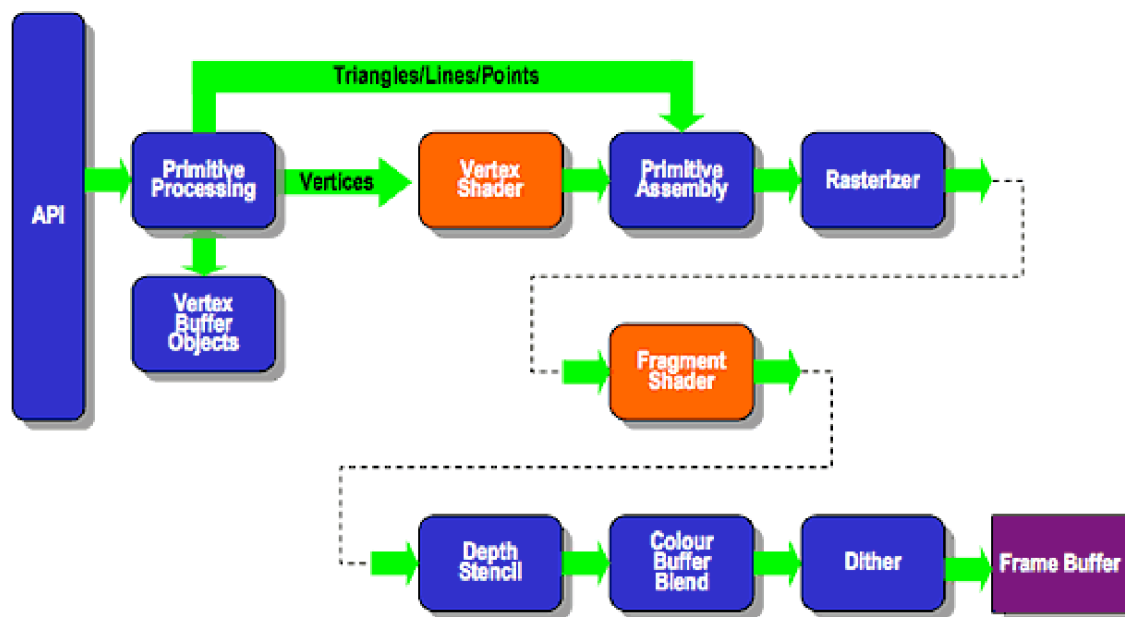 Triangles/Lines/Points
API
Primitive
Processing
Vertices
Vertex
Shader
Primitive
Assembly
Rasterizer
Vertex
Buffer
Objects
Fragment
Shader
Depth
Stencil
Colour
Buffer
Blend
Dither
Frame Buffer